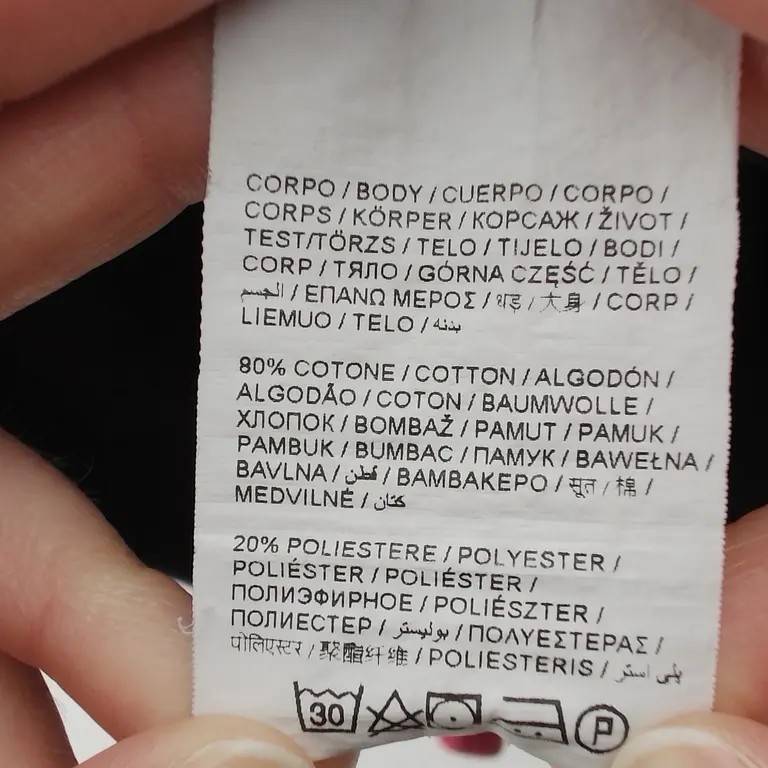 CORPO / BODY / CUERPO / CORPO /
CORPS / KÖRPER / КОРСАЖ / ŽIVOT /
TEST/TÖRZS / TELO / TIJELO / BODI /
CORP / ТЯЛО / GÓRNA CZĘŚĆ / TĚLO /
الجسم / ΕΠΑΝΩ ΜΕΡΟΣ / धड़ / 大身 / CORP /
LIEMUO / TELO / بدنه
80% COTONE / COTTON / ALGODÓN /
ALGODÃO / COTON / BAUMWOLLE /
ХЛОПОК / BOMBAŽ / PAMUT / PAMUK /
PAMBUK / BUMBAC / ПАМУК / BAWEŁNA /
BAVLNA / قطن / ΒΑΜΒΑΚΕΡΟ / सूत / 棉 /
MEDVILNĖ / کتان
20% POLIESTERE / POLYESTER /
POLIÉSTER / POLIÉSTER /
ПОЛИЭФИРНОЕ / POLIÉSZTER /
ПОЛИЕСТЕР / بوليستر / ΠΟΛΥΕΣΤΕΡΑΣ /
पोलिएस्टर / 聚酯纤维 / POLIESTERIS / پلی استر
30 P